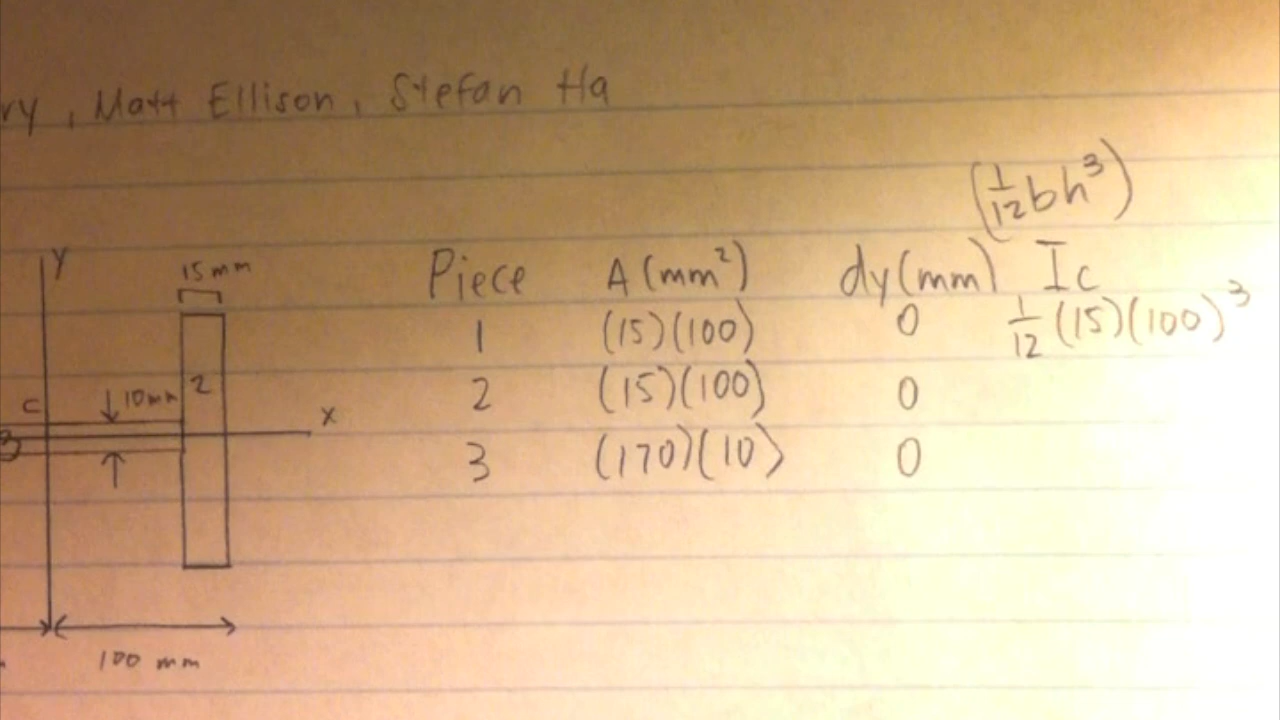 Matt Ellison, Stefan Ha
(1/12 bh³)
Piece A(mm²) dy(mm) Ic
1 (15)(100) 0 1/12 (15)(100)³
2 (15)(100) 0
3 (170)(10) 0
y
15mm
2
10mm
C
x
3
100 mm